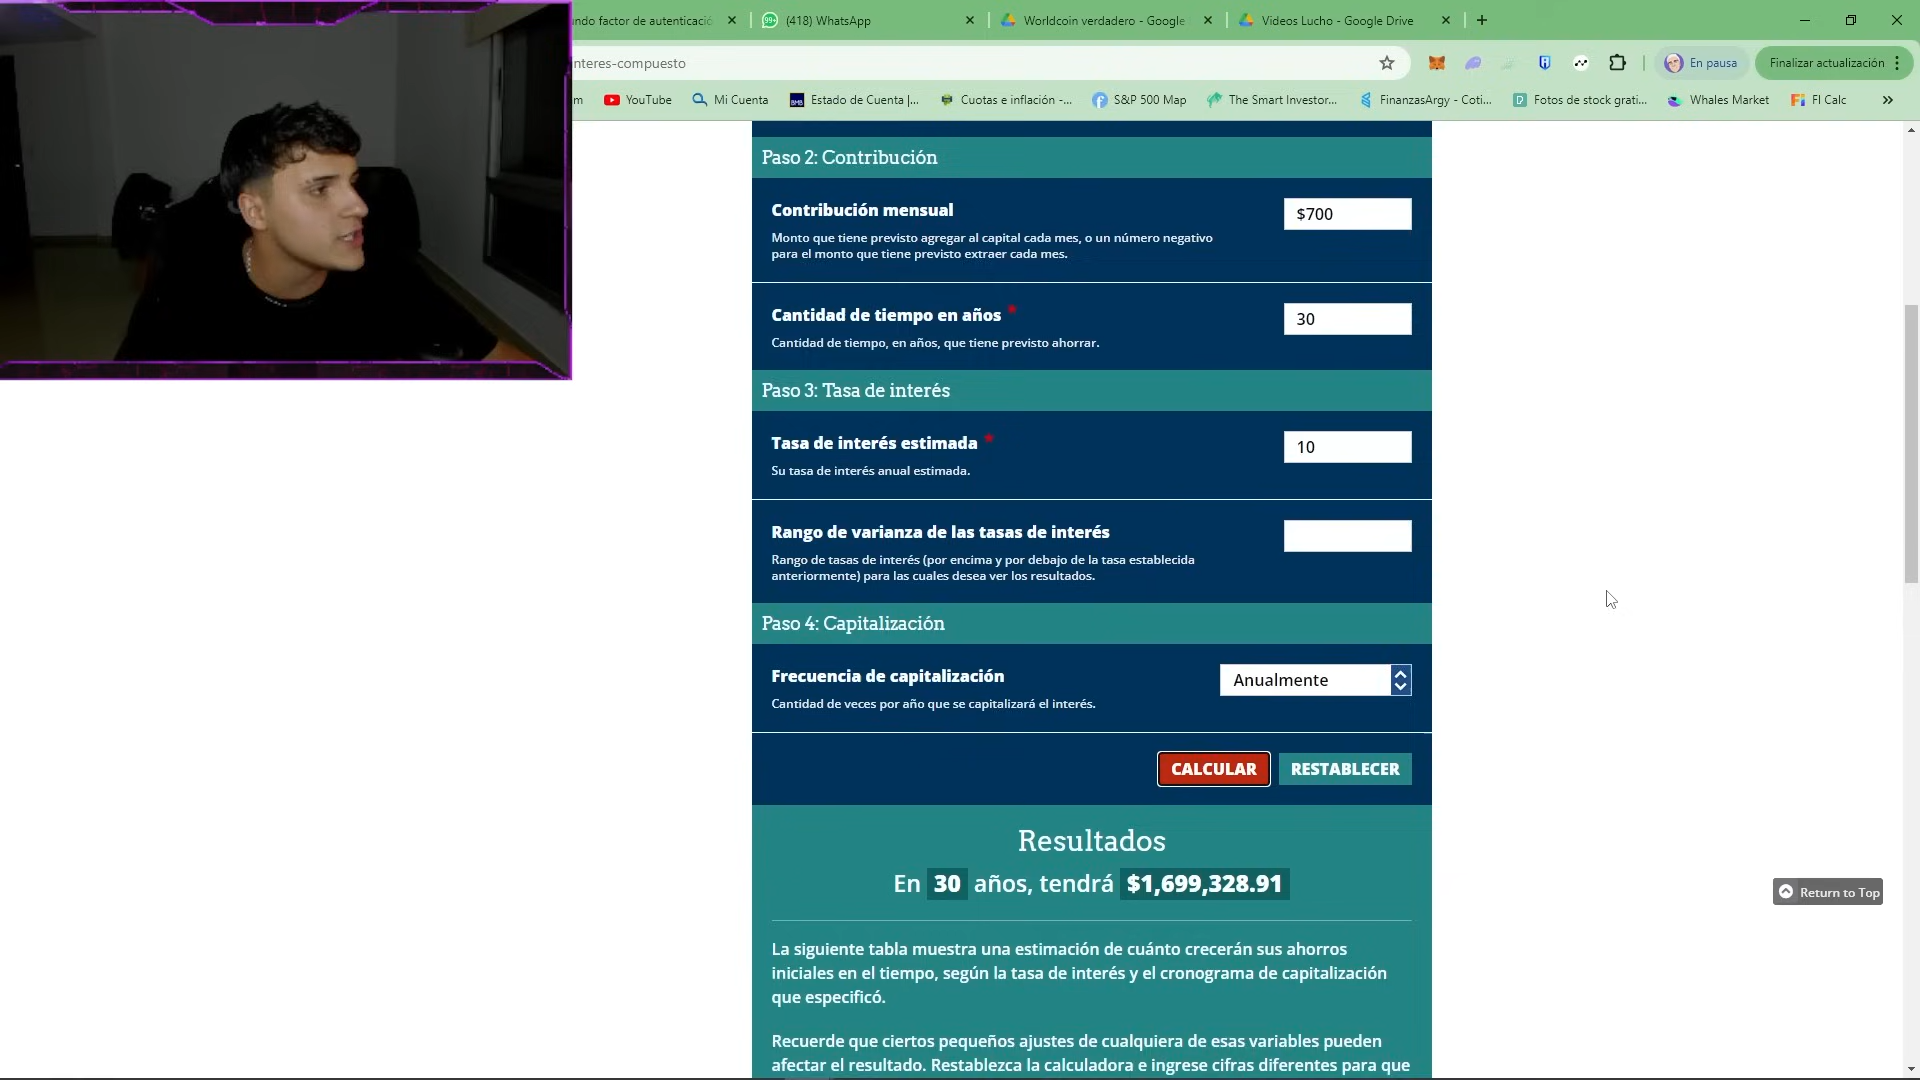 ndo factor de autenticació
(418) WhatsApp
Worldcoin verdadero - Google
Videos Lucho - Google Drive
nteres-compuesto
En pausa
Finalizar actualización
m
YouTube
Mi Cuenta
Estado de Cuenta |...
Cuotas e inflación -...
S&P 500 Map
The Smart Investor...
FinanzasArgy - Coti...
Fotos de stock grati...
Whales Market
FI Calc
Paso 2: Contribución
Contribución mensual
$700
Monto que tiene previsto agregar al capital cada mes, o un número negativo
para el monto que tiene previsto extraer cada mes.
Cantidad de tiempo en años *
30
Cantidad de tiempo, en años, que tiene previsto ahorrar.
Paso 3: Tasa de interés
Tasa de interés estimada *
10
Su tasa de interés anual estimada.
Rango de varianza de las tasas de interés
Rango de tasas de interés (por encima y por debajo de la tasa establecida
anteriormente) para las cuales desea ver los resultados.
Paso 4: Capitalización
Frecuencia de capitalización
Anualmente
Cantidad de veces por año que se capitalizará el interés.
CALCULAR
RESTABLECER
Resultados
En 30 años, tendrá $1,699,328.91
Return to Top
La siguiente tabla muestra una estimación de cuánto crecerán sus ahorros
iniciales en el tiempo, según la tasa de interés y el cronograma de capitalización
que especificó.
Recuerde que ciertos pequeños ajustes de cualquiera de esas variables pueden
afectar el resultado. Restablezca la calculadora e ingrese cifras diferentes para que